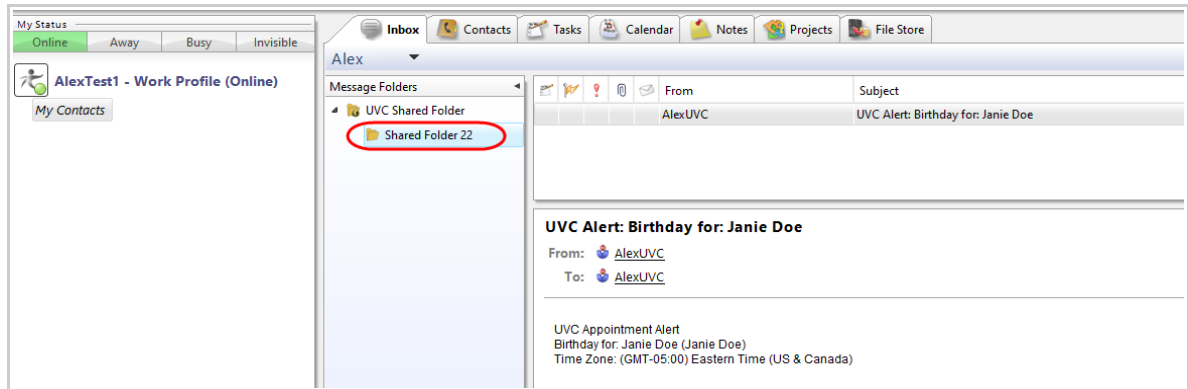 My Status
Online Away Busy Invisible
AlexTest1 - Work Profile (Online)
My Contacts
Inbox Contacts Tasks Calendar Notes Projects File Store
Alex
Message Folders
UVC Shared Folder
Shared Folder 22
From Subject
AlexUVC UVC Alert: Birthday for: Janie Doe
UVC Alert: Birthday for: Janie Doe
From: AlexUVC
To: AlexUVC
UVC Appointment Alert
Birthday for: Janie Doe (Janie Doe)
Time Zone: (GMT-05:00) Eastern Time (US & Canada)